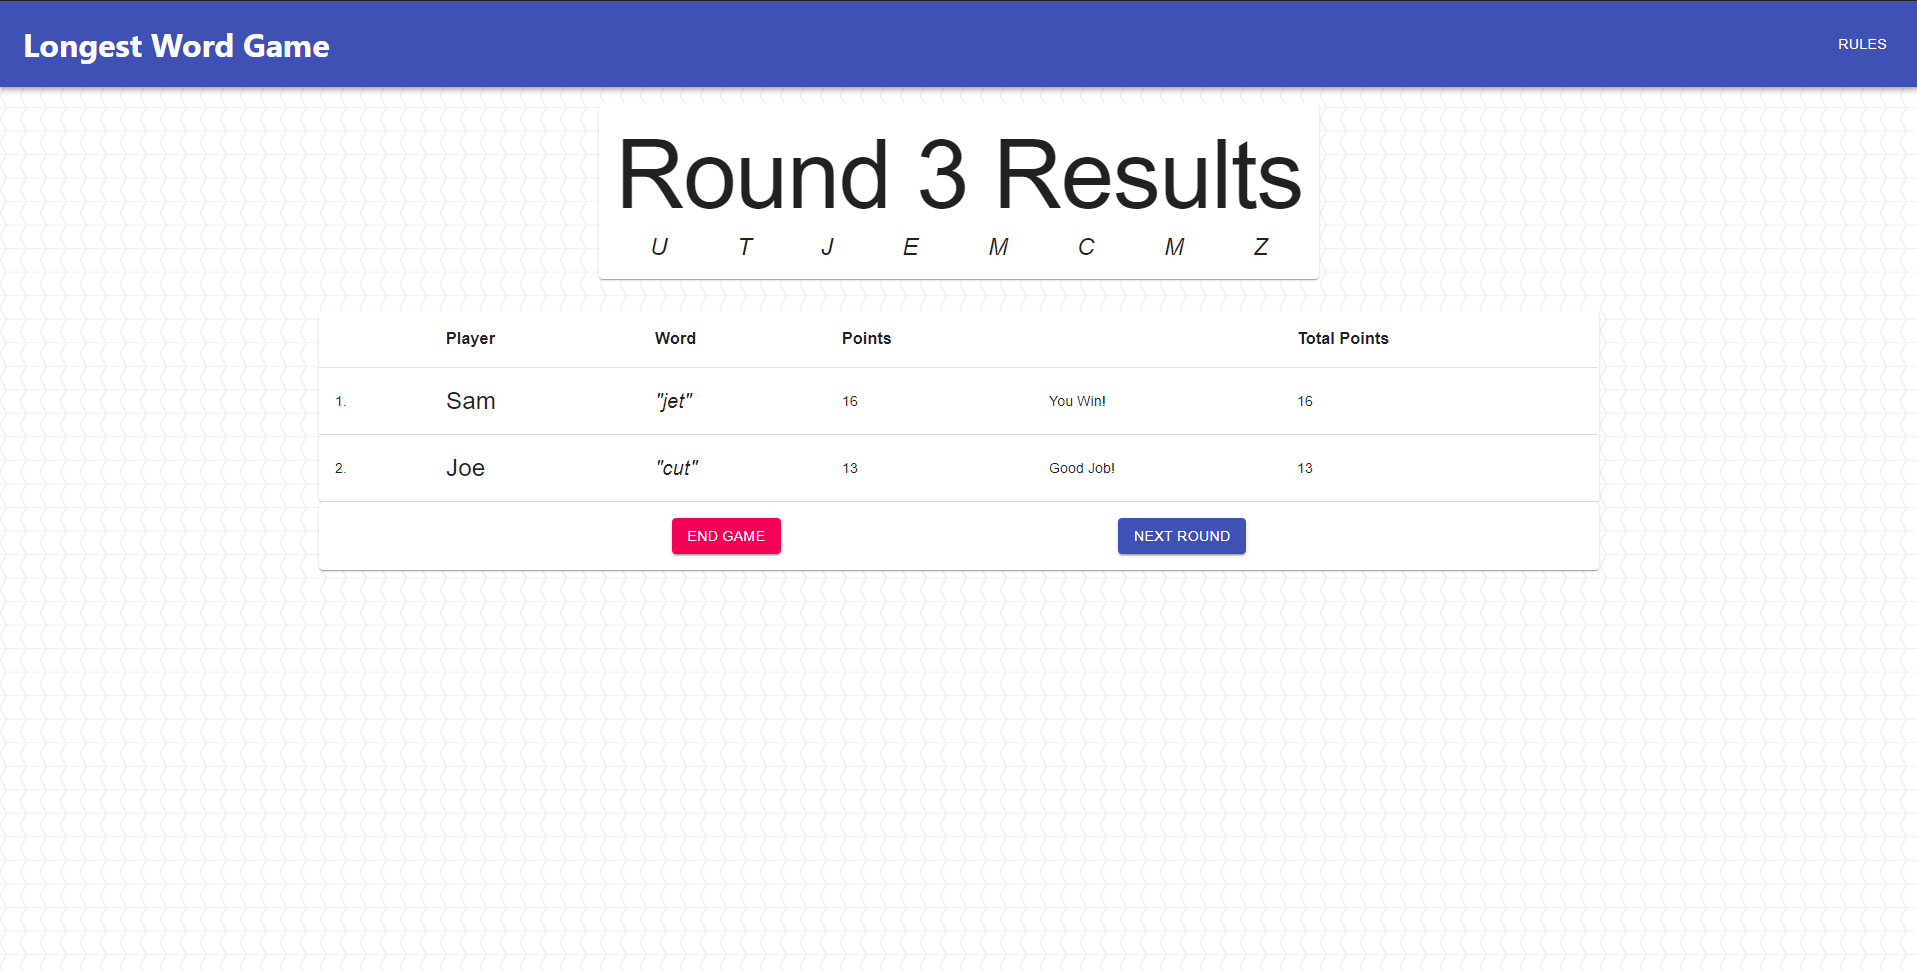 Longest Word Game RULES
Round 3 Results
U T J E M C M Z
Player Word Points Total Points
1. Sam "jet" 16 You Win! 16
2. Joe "cut" 13 Good Job! 13
END GAME NEXT ROUND